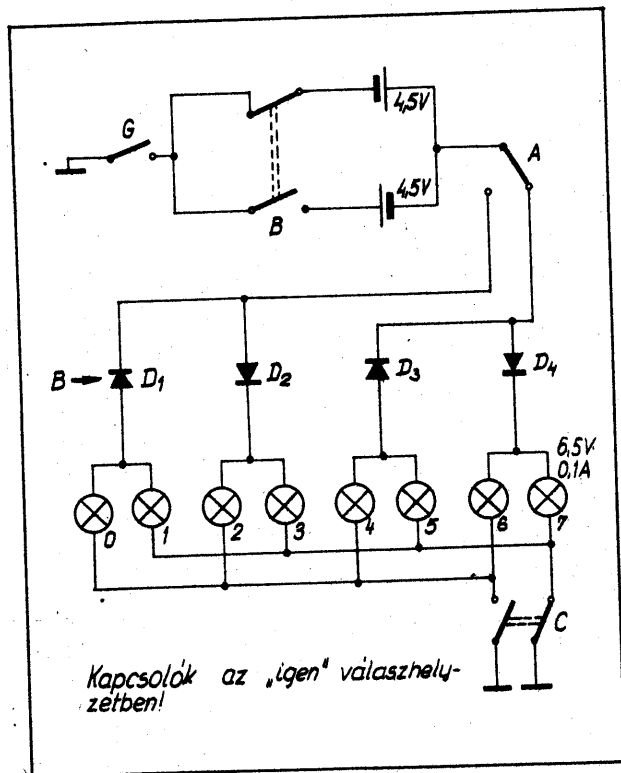 4,5V
G
A
4,5V
B
B
D1
D2
D3
D4
6,5V
0,1A
0
1
2
3
4
5
6
7
C
Kapcsolók az „igen" válaszhely-
zetben!